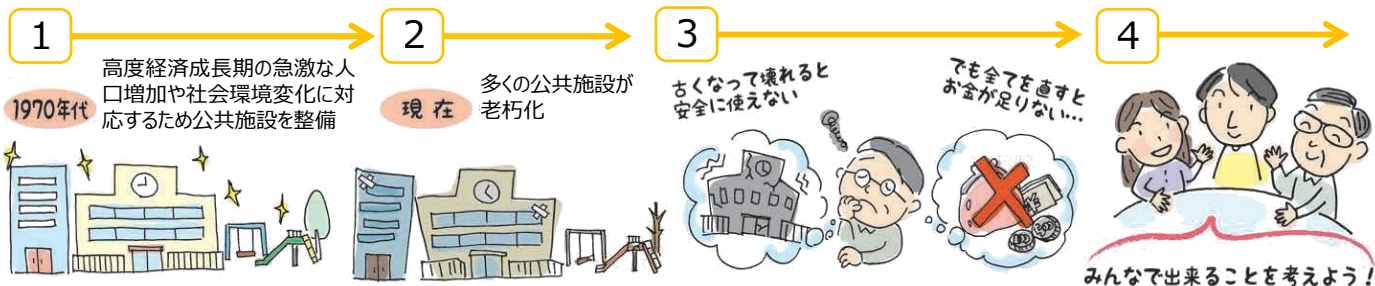 1
1970年代
高度経済成長期の急激な人
口増加や社会環境変化に対
応するため公共施設を整備
2
現在
多くの公共施設が
老朽化
3
古くなって壊れると
安全に使えない
でも全てを直すと
お金が足りない…
4
みんなで出来ることを考えよう！